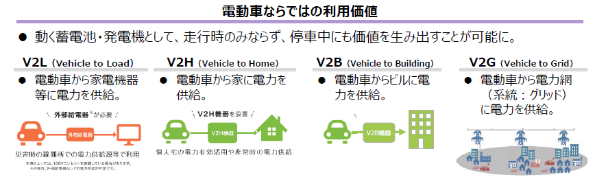 電動車ならではの利用価値
● 動く蓄電池・発電機として、走行時のみならず、停車中にも価値を生み出すことが可能に。
V2L (Vehicle to Load)
● 電動車から家電機器
等に電力を供給。
外部給電器*が必要
外部給電器
災害時の避難所での電力供給源等で利用
V2H (Vehicle to Home)
● 電動車から家に電力を
供給。
V2H機器を設置
V2H機器
個人宅の電力有効活用や非常時の電力供給
V2B (Vehicle to Building)
● 電動車からビルに電
力を供給。
V2B機器
V2G (Vehicle to Grid)
● 電動車から電力網
(系統:グリッド)
に電力を供給。